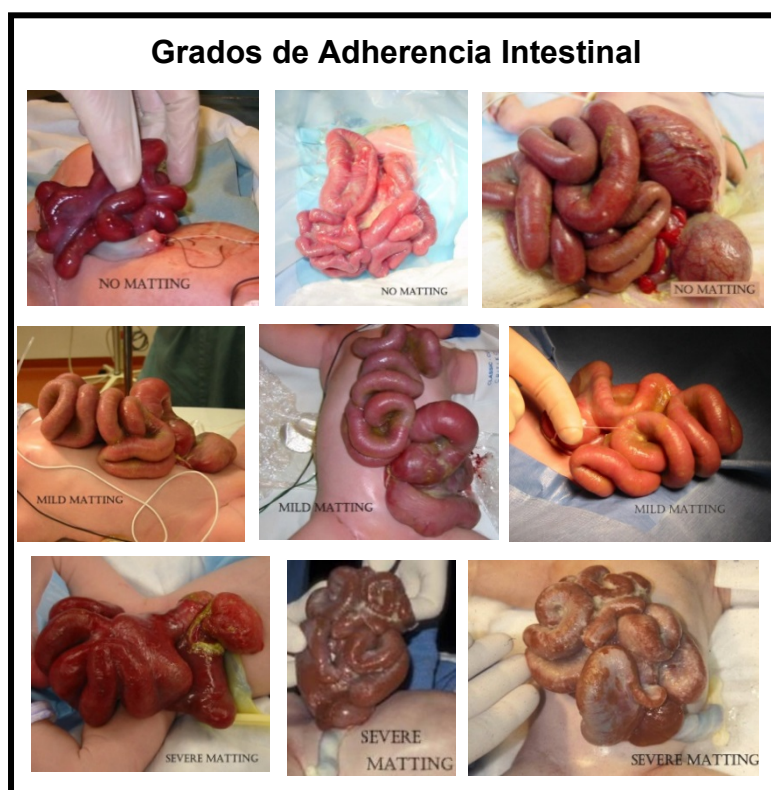 Grados de Adherencia Intestinal
NO MATTING
NO MATTING
NO MATTING
MILD MATTING
MILD MATTING
MILD MATTING
SEVERE MATTING
SEVERE
MATTING
SEVERE MATTING